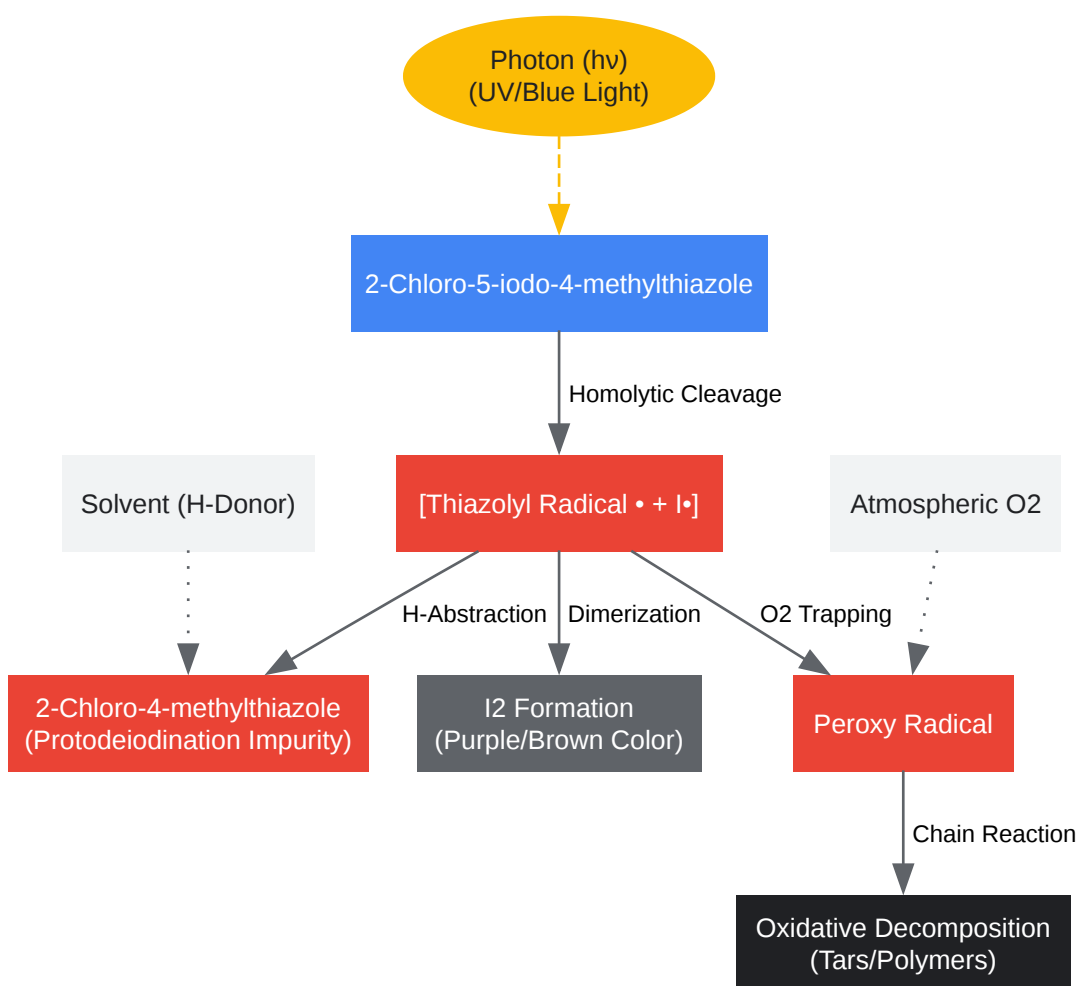 Photon (hν)
(UV/Blue Light)
2-Chloro-5-iodo-4-methylthiazole
Homolytic Cleavage
Solvent (H-Donor)
[Thiazolyl Radical • + I•]
Atmospheric O2
H-Abstraction
Dimerization
O2 Trapping
2-Chloro-4-methylthiazole
(Protodeiodination Impurity)
I2 Formation
(Purple/Brown Color)
Peroxy Radical
Chain Reaction
Oxidative Decomposition
(Tars/Polymers)